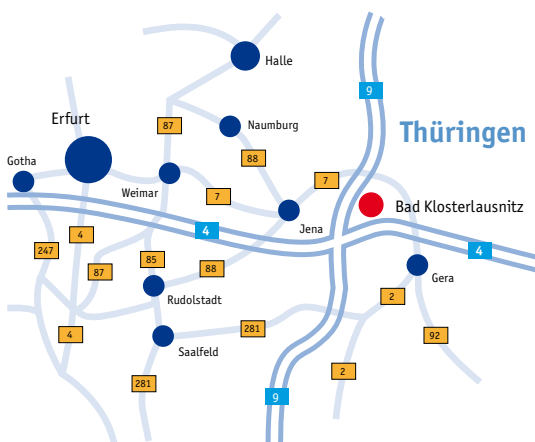 Halle
9
Erfurt
87
Naumburg
Thüringen
88
Gotha
Weimar
7
7
Bad Klosterlausnitz
Jena
4
4
247
4
87
85
88
Gera
Rudolstadt
2
4
281
92
Saalfeld
281
2
9